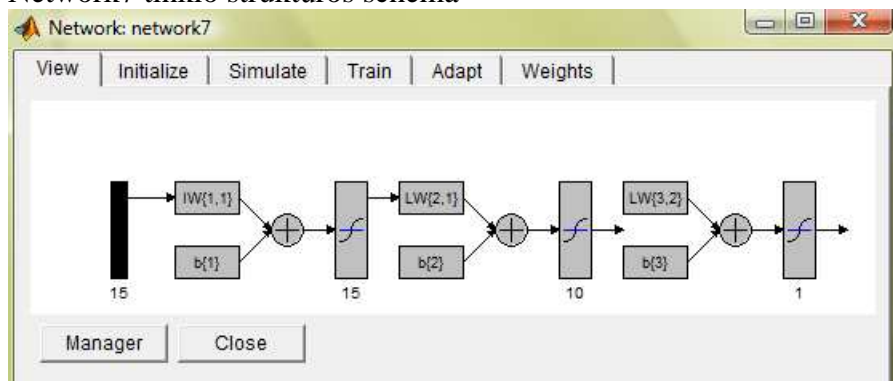 Network7 tinklo struktūros schema
Network: network7
View Initialize Simulate Train Adapt Weights
IW{1,1} LW{2,1} LW{3,2}
b{1} b{2} b{3}
15 15 10 1
Manager Close